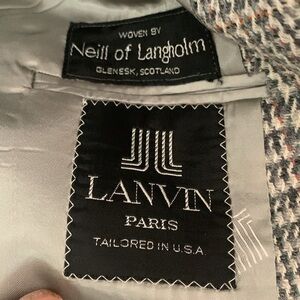 WOVEN BY
Neill of Langholm
GLENESK, SCOTLAND
LANVIN
PARIS
TAILORED IN U.S.A.